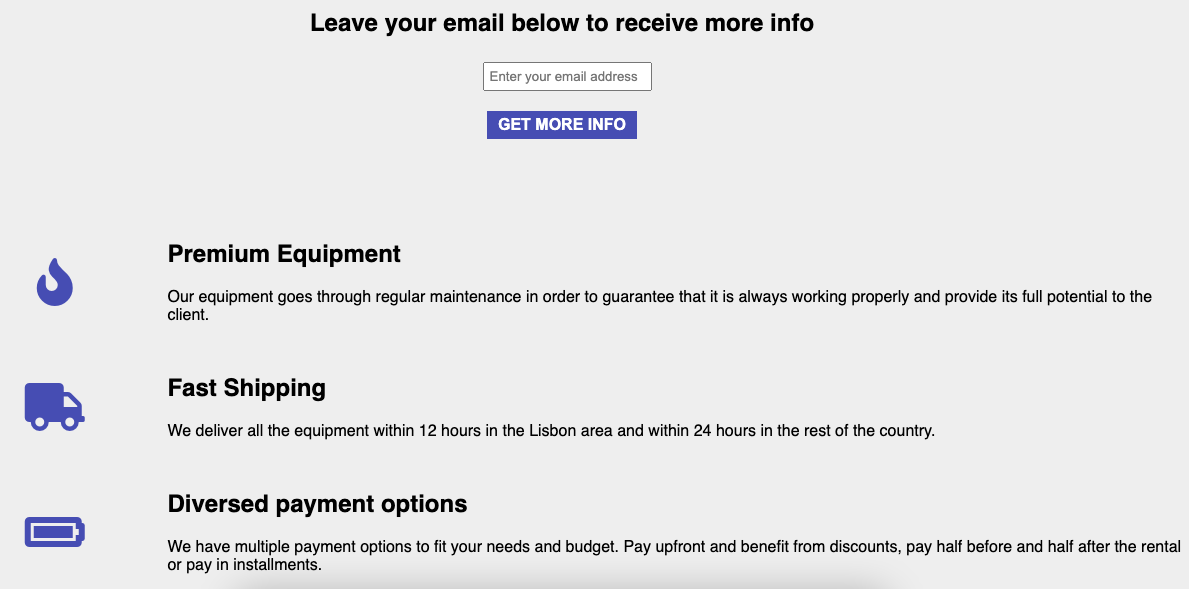 Leave your email below to receive more info
Enter your email address
GET MORE INFO
Premium Equipment
Our equipment goes through regular maintenance in order to guarantee that it is always working properly and provide its full potential to the
client.
Fast Shipping
We deliver all the equipment within 12 hours in the Lisbon area and within 24 hours in the rest of the country.
Diversed payment options
We have multiple payment options to fit your needs and budget. Pay upfront and benefit from discounts, pay half before and half after the rental
or pay in installments.